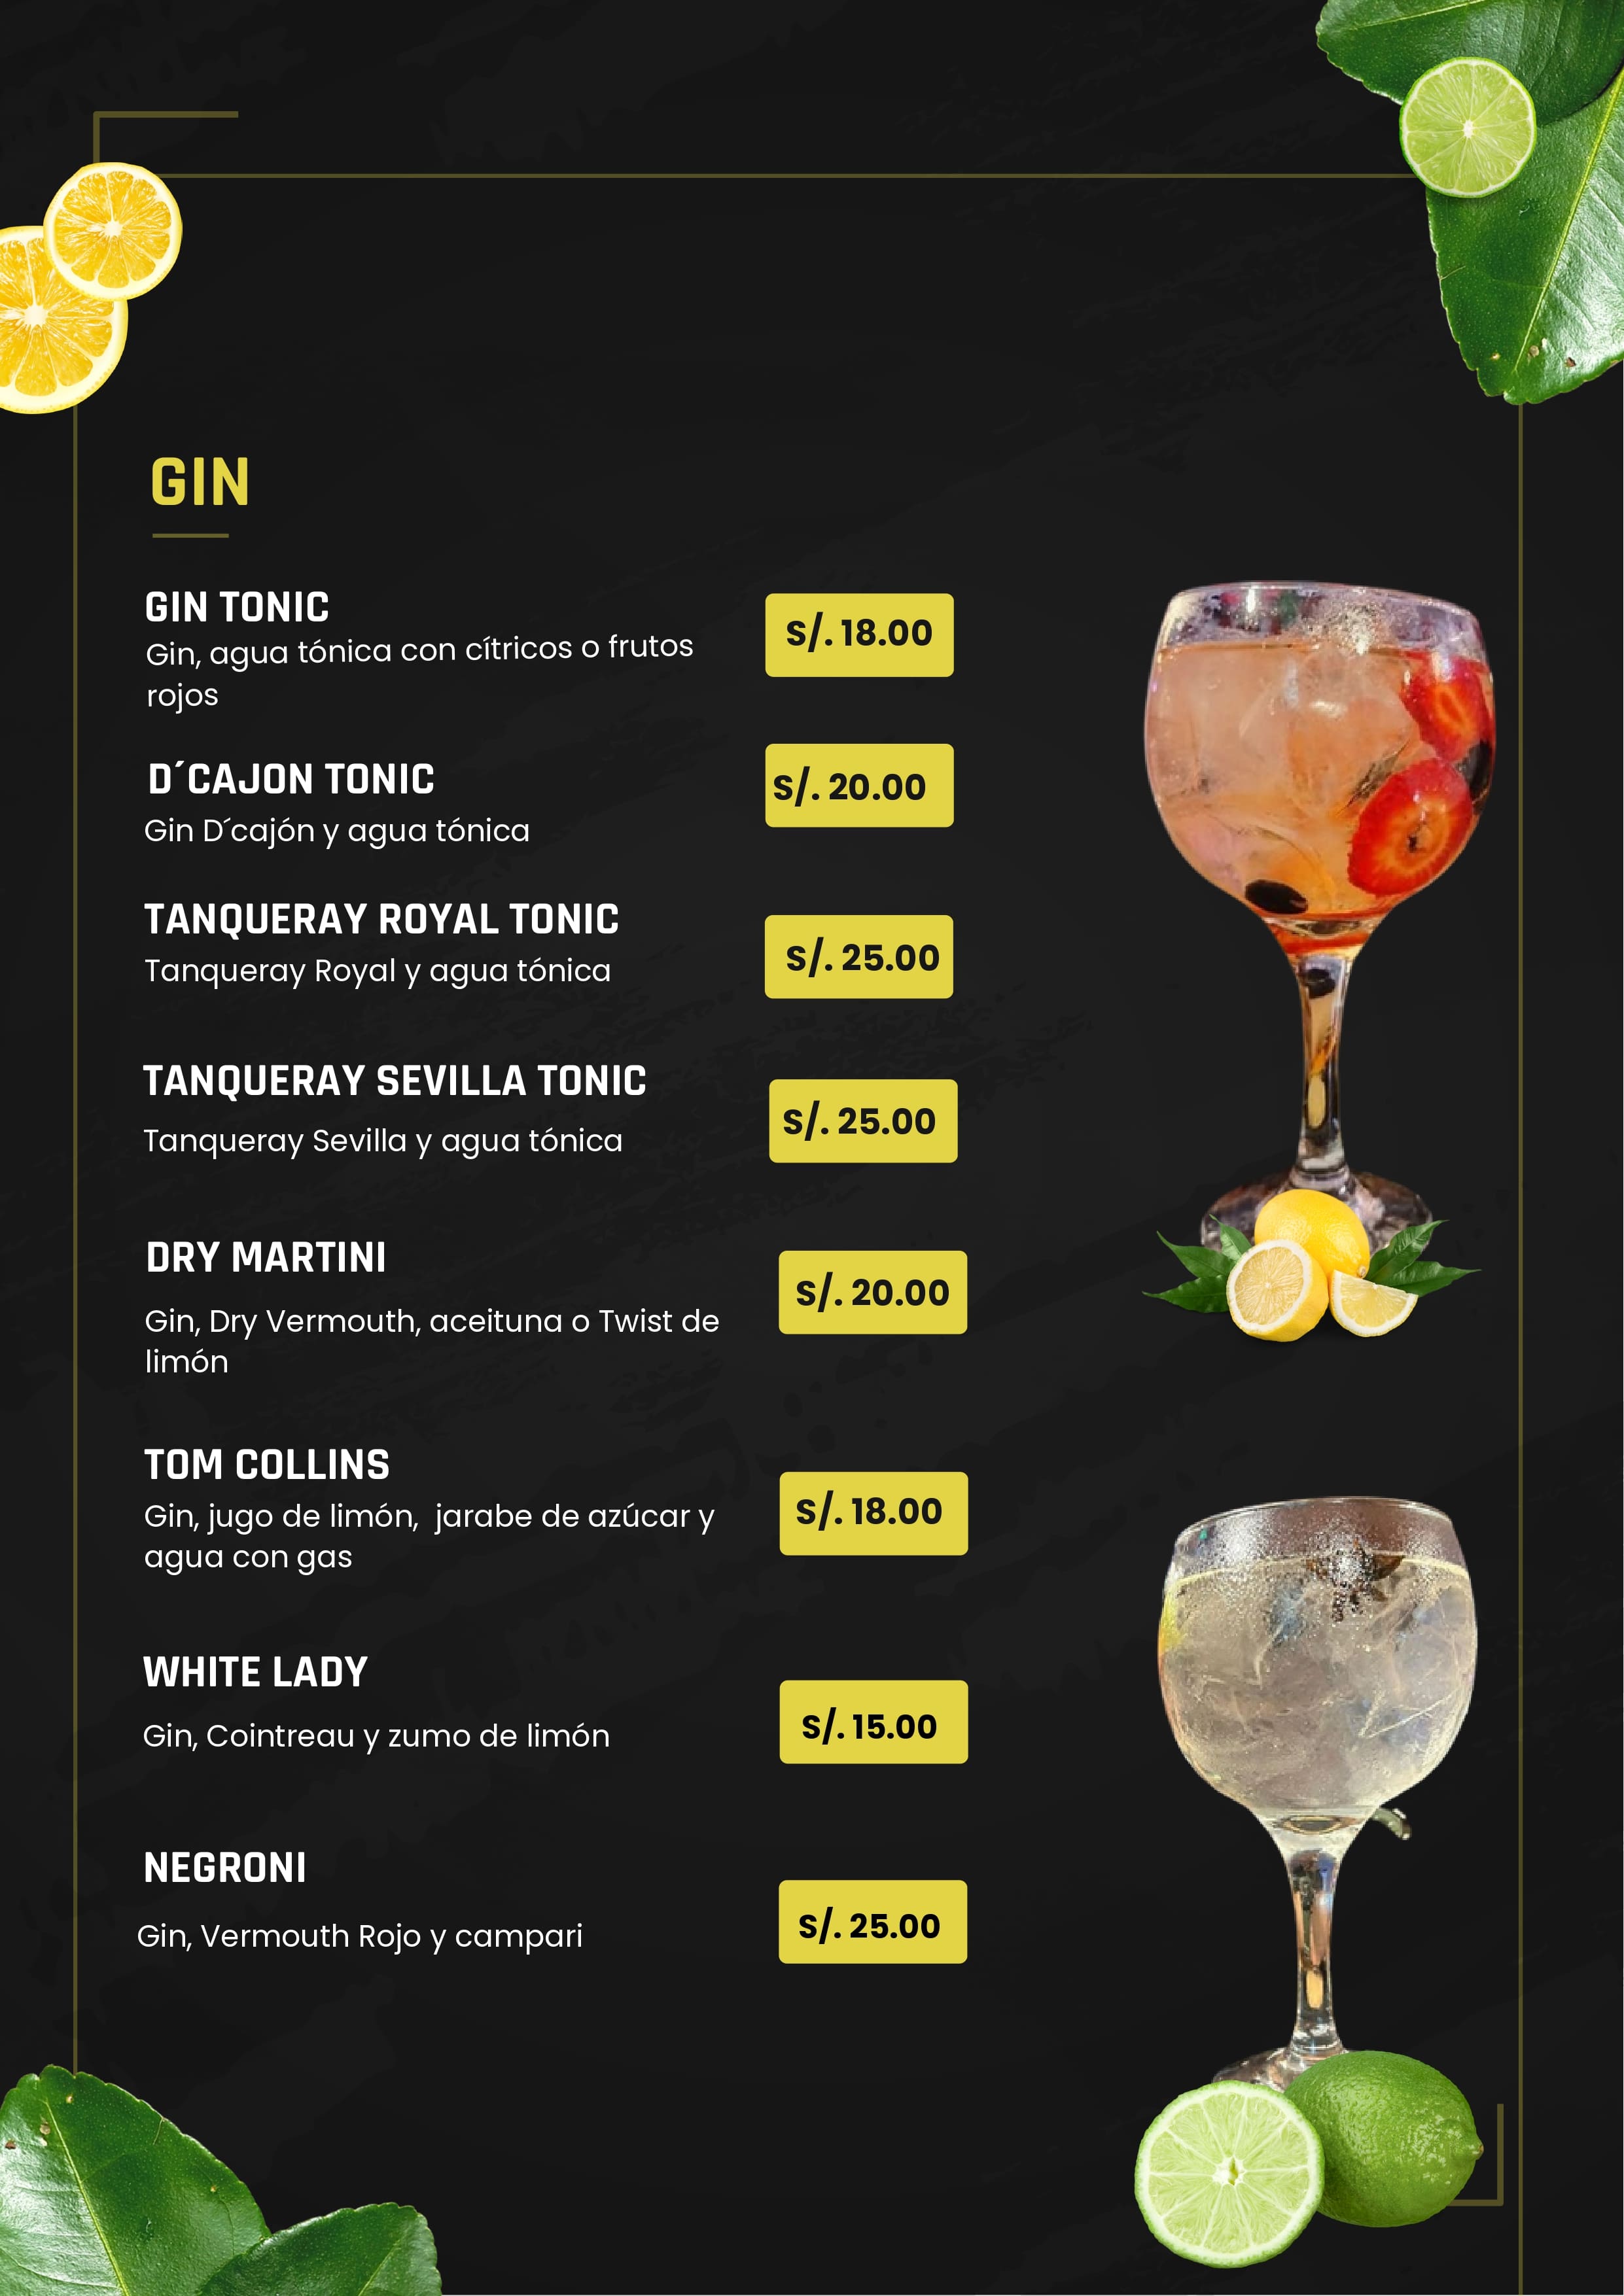 GIN
GIN TONIC
Gin, agua tónica con cítricos o frutos
rojos
S/. 18.00
D´CAJON TONIC
Gin D´cajón y agua tónica
S/. 20.00
TANQUERAY ROYAL TONIC
Tanqueray Royal y agua tónica
S/. 25.00
TANQUERAY SEVILLA TONIC
Tanqueray Sevilla y agua tónica
S/. 25.00
DRY MARTINI
Gin, Dry Vermouth, aceituna o Twist de
limón
S/. 20.00
TOM COLLINS
Gin, jugo de limón,  jarabe de azúcar y
agua con gas
S/. 18.00
WHITE LADY
Gin, Cointreau y zumo de limón
S/. 15.00
NEGRONI
Gin, Vermouth Rojo y campari
S/. 25.00